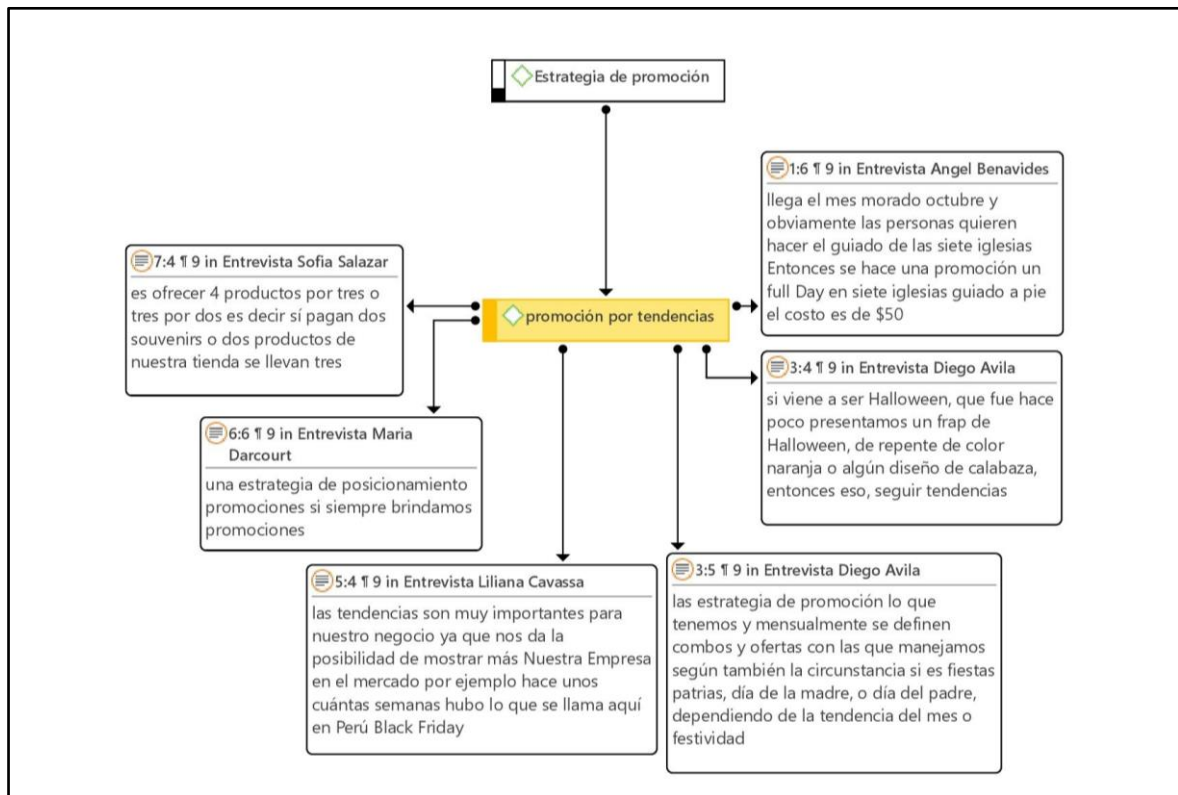 Estrategia de promoción
1:6 ¶ 9 in Entrevista Angel Benavides
llega el mes morado octubre y
obviamente las personas quieren
hacer el guiado de las siete iglesias
Entonces se hace una promoción un
full Day en siete iglesias guiado a pie
el costo es de $50
7:4 ¶ 9 in Entrevista Sofia Salazar
es ofrecer 4 productos por tres o
tres por dos es decir sí pagan dos
souvenirs o dos productos de
nuestra tienda se llevan tres
promoción por tendencias
3:4 ¶ 9 in Entrevista Diego Avila
si viene a ser Halloween, que fue hace
poco presentamos un frap de
Halloween, de repente de color
naranja o algún diseño de calabaza,
entonces eso, seguir tendencias
6:6 ¶ 9 in Entrevista Maria
Darcourt
una estrategia de posicionamiento
promociones si siempre brindamos
promociones
5:4 ¶ 9 in Entrevista Liliana Cavassa
las tendencias son muy importantes para
nuestro negocio ya que nos da la
posibilidad de mostrar más Nuestra Empresa
en el mercado por ejemplo hace unos
cuántas semanas hubo lo que se llama aquí
en Perú Black Friday
3:5 ¶ 9 in Entrevista Diego Avila
las estrategia de promoción lo que
tenemos y mensualmente se definen
combos y ofertas con las que manejamos
según también la circunstancia si es fiestas
patrias, día de la madre, o día del padre,
dependiendo de la tendencia del mes o
festividad